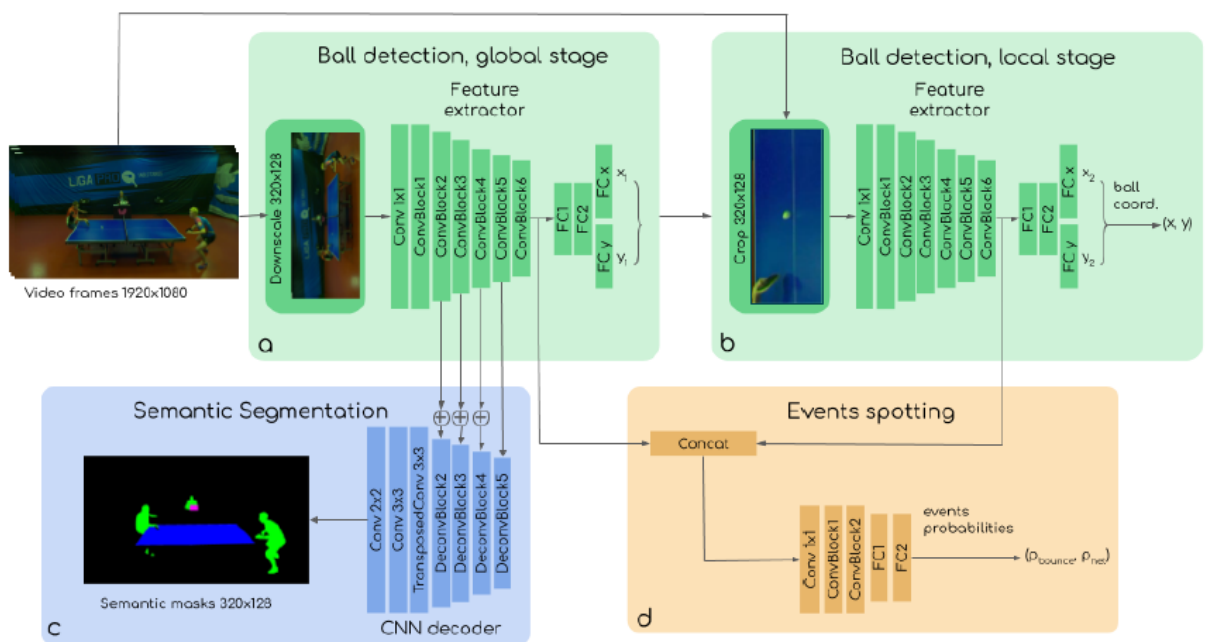 Ball detection, global stage
Feature
extractor
Downscale 320x128
Conv 1x1
ConvBlock1
ConvBlock2
ConvBlock3
ConvBlock4
ConvBlock5
ConvBlock6
FC1
FC2
FC x
FC y
x1
y1
a
Video frames 1920x1080
LiGA PRO
Ball detection, local stage
Feature
extractor
Crop 320x128
Conv 1x1
ConvBlock1
ConvBlock2
ConvBlock3
ConvBlock4
ConvBlock5
ConvBlock6
FC1
FC2
FC x
FC y
x2
y2
ball
coord.
(x, y)
b
Semantic Segmentation
Conv 2x2
Conv 3x3
TransposedConv 3x3
DeconvBlock2
DeconvBlock3
DeconvBlock4
DeconvBlock5
Semantic masks 320x128
CNN decoder
c
Events spotting
Concat
Conv 1x1
ConvBlock1
ConvBlock2
FC1
FC2
events
probabilities
(pbounce, pnet)
d